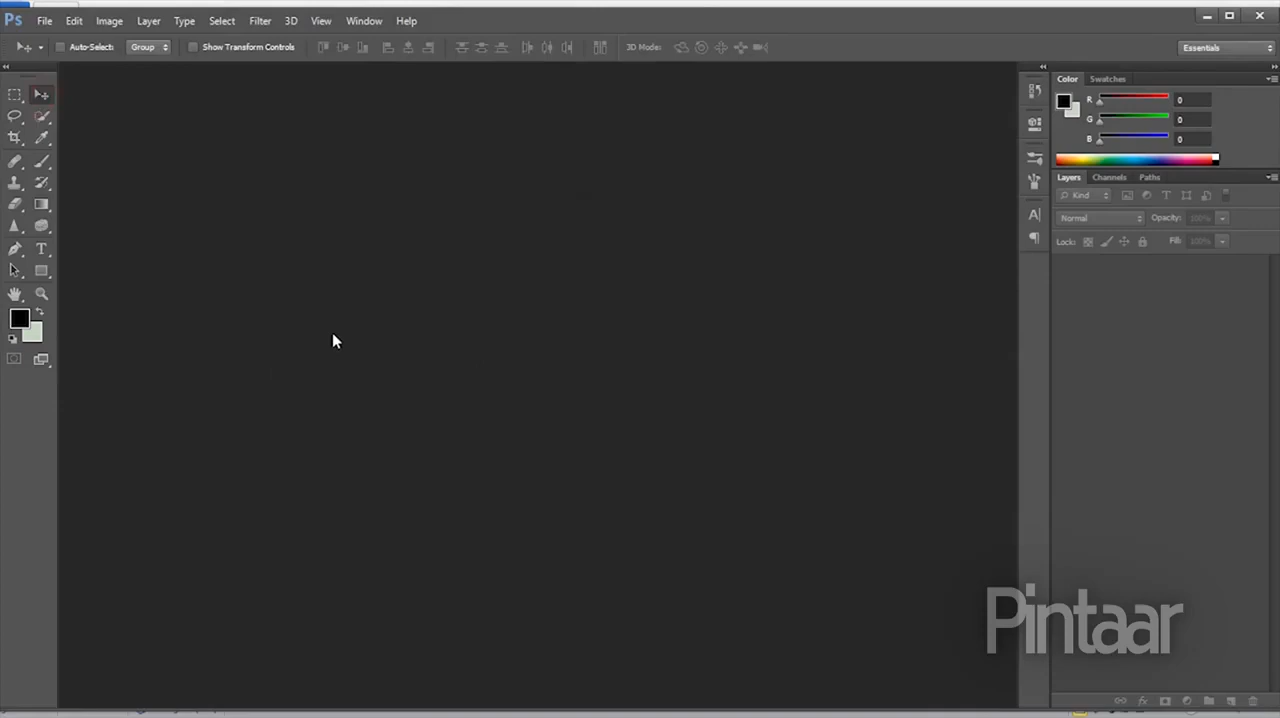 Ps File Edit Image Layer Type Select Filter 3D View Window Help
Auto-Select: Group Show Transform Controls 3D Mode: Essentials
Color Swatches
R 0
G 0
B 0
Layers Channels Paths
Kind T
Normal Opacity: 100%
Lock: Fill: 100%
A
T
fx
Pintaar